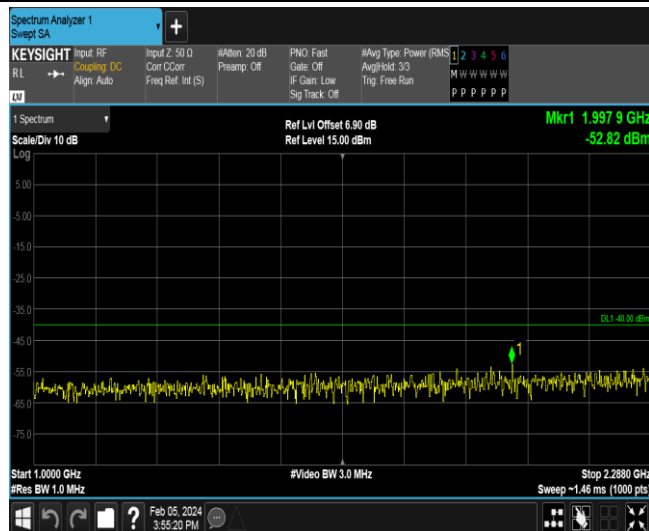 Spectrum Analyzer 1
Swept SA
+
KEYSIGHT
RL
Input: RF
Coupling: DC
Align: Auto
Input Z: 50 Ω
Corr CCorr
Freq Ref: Int (S)
#Atten: 20 dB
Preamp: Off
PNO: Fast
Gate: Off
IF Gain: Low
Sig Track: Off
#Avg Type: Power (RMS
Avg|Hold: 3/3
Trig: Free Run
1 2 3 4 5 6
M W W W W W
P P P P P P
1 Spectrum
Scale/Div 10 dB
Log
Ref Lvl Offset 6.90 dB
Ref Level 15.00 dBm
Mkr1 1.997 9 GHz
-52.82 dBm
5.00
-5.00
-15.0
-25.0
-35.0
DL1 -40.00 dBm
-45.0
1
-55.0
-65.0
-75.0
Start 1.0000 GHz
#Res BW 1.0 MHz
#Video BW 3.0 MHz
Stop 2.2880 GHz
Sweep ~1.46 ms (1000 pts)
?
Feb 05, 2024
3:55:20 PM